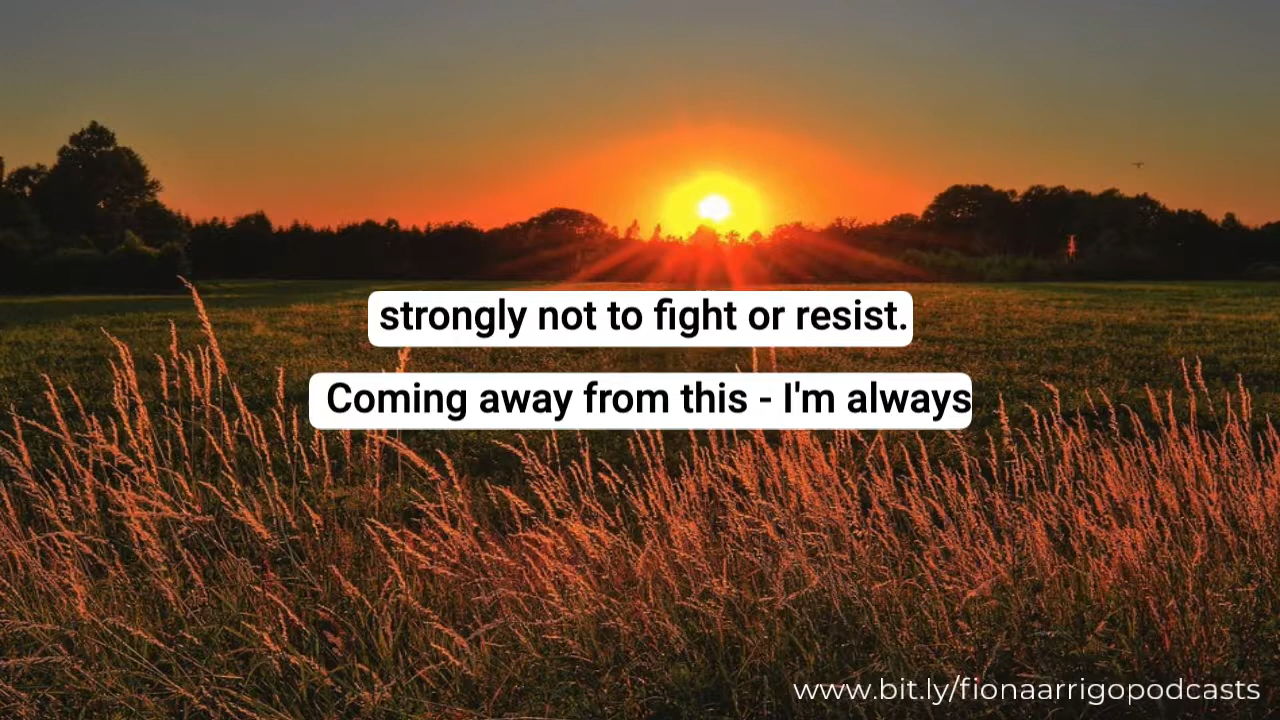 strongly not to fight or resist.
Coming away from this - I'm always
www.bit.ly/fionaarrigopodcasts